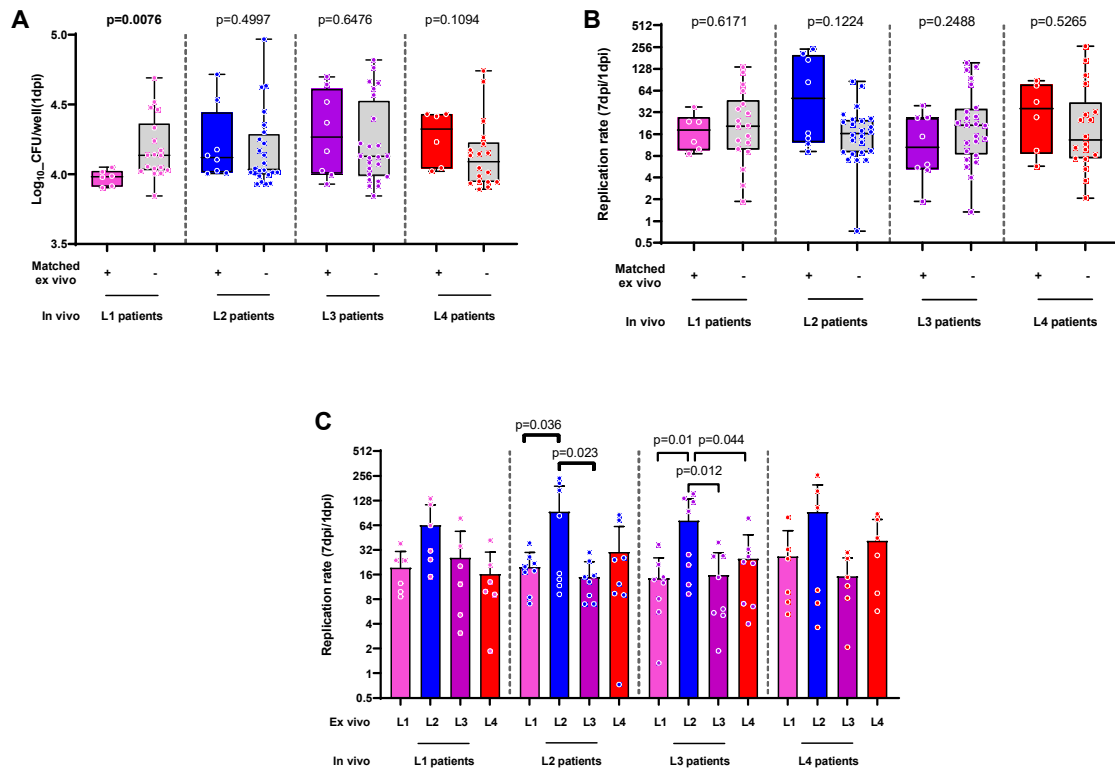 A
p=0.0076 p=0.4997 p=0.6476 p=0.1094
Log10_CFU/well(1dpi)
5.0
4.5
4.0
3.5
Matched ex vivo + - + - + - + -
In vivo L1 patients L2 patients L3 patients L4 patients
B
p=0.6171 p=0.1224 p=0.2488 p=0.5265
Replication rate (7dpi/1dpi)
512
256
128
64
32
16
8
4
2
1
0.5
Matched ex vivo + - + - + - + -
In vivo L1 patients L2 patients L3 patients L4 patients
C
p=0.036
p=0.023
p=0.01 p=0.044
p=0.012
Replication rate (7dpi/1dpi)
512
256
128
64
32
16
8
4
2
1
0.5
Ex vivo L1 L2 L3 L4 L1 L2 L3 L4 L1 L2 L3 L4 L1 L2 L3 L4
In vivo L1 patients L2 patients L3 patients L4 patients